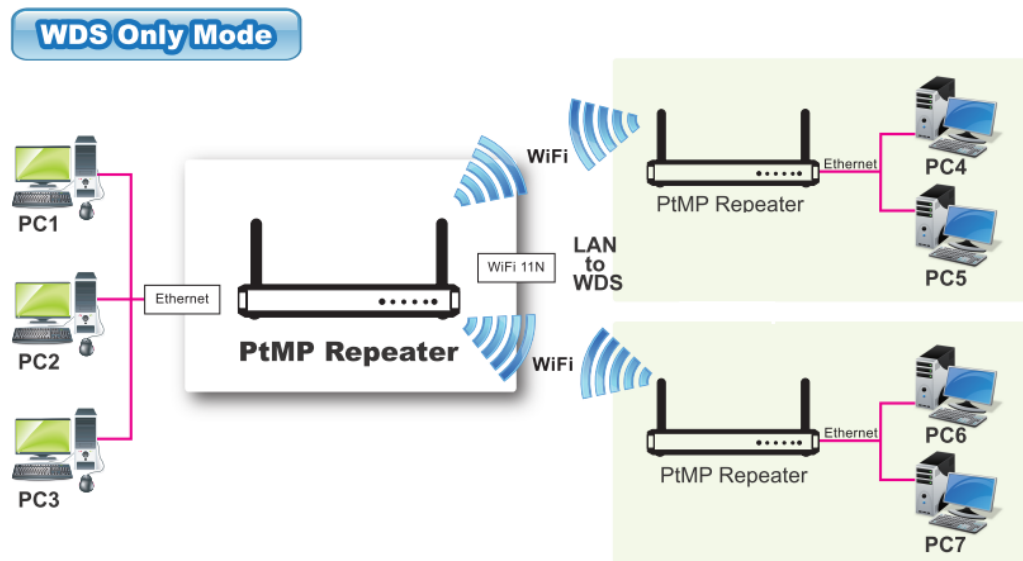 WDS Only Mode
PC1
PC2
PC3
Ethernet
PtMP Repeater
WiFi
WiFi 11N
LAN
to
WDS
WiFi
PtMP Repeater
Ethernet
PC4
PC5
PtMP Repeater
Ethernet
PC6
PC7